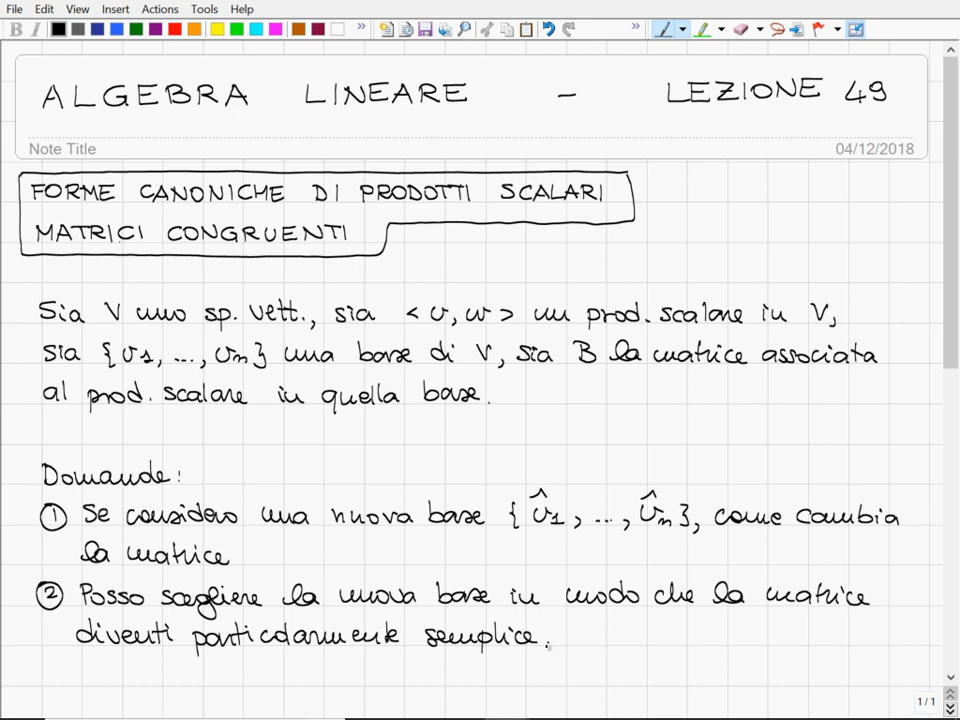 File Edit View Insert Actions Tools Help
B I
ALGEBRA LINEARE - LEZIONE 49
Note Title 04/12/2018
FORME CANONICHE DI PRODOTTI SCALARI
MATRICI CONGRUENTI
Sia V uno sp. vett., sia <v,w> un prod. scalare in V,
sia {v1, ..., vn} una base di V, sia B la matrice associata
al prod. scalare in quella base.
Domande:
① Se considero una nuova base {v̂1, ..., v̂n}, come cambia
la matrice
② Posso scegliere la nuova base in modo che la matrice
diventi particolarmente semplice.
1/1